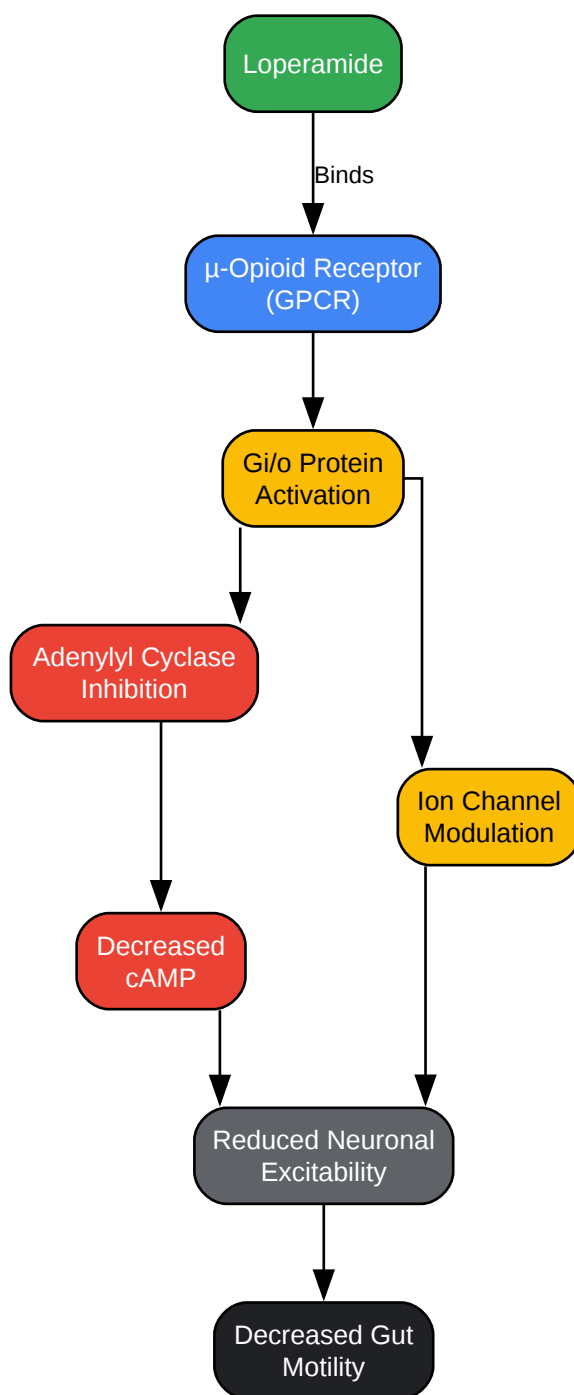 Loperamide
Binds
µ-Opioid Receptor
(GPCR)
Gi/o Protein
Activation
Adenylyl Cyclase
Inhibition
Ion Channel
Modulation
Decreased
cAMP
Reduced Neuronal
Excitability
Decreased Gut
Motility